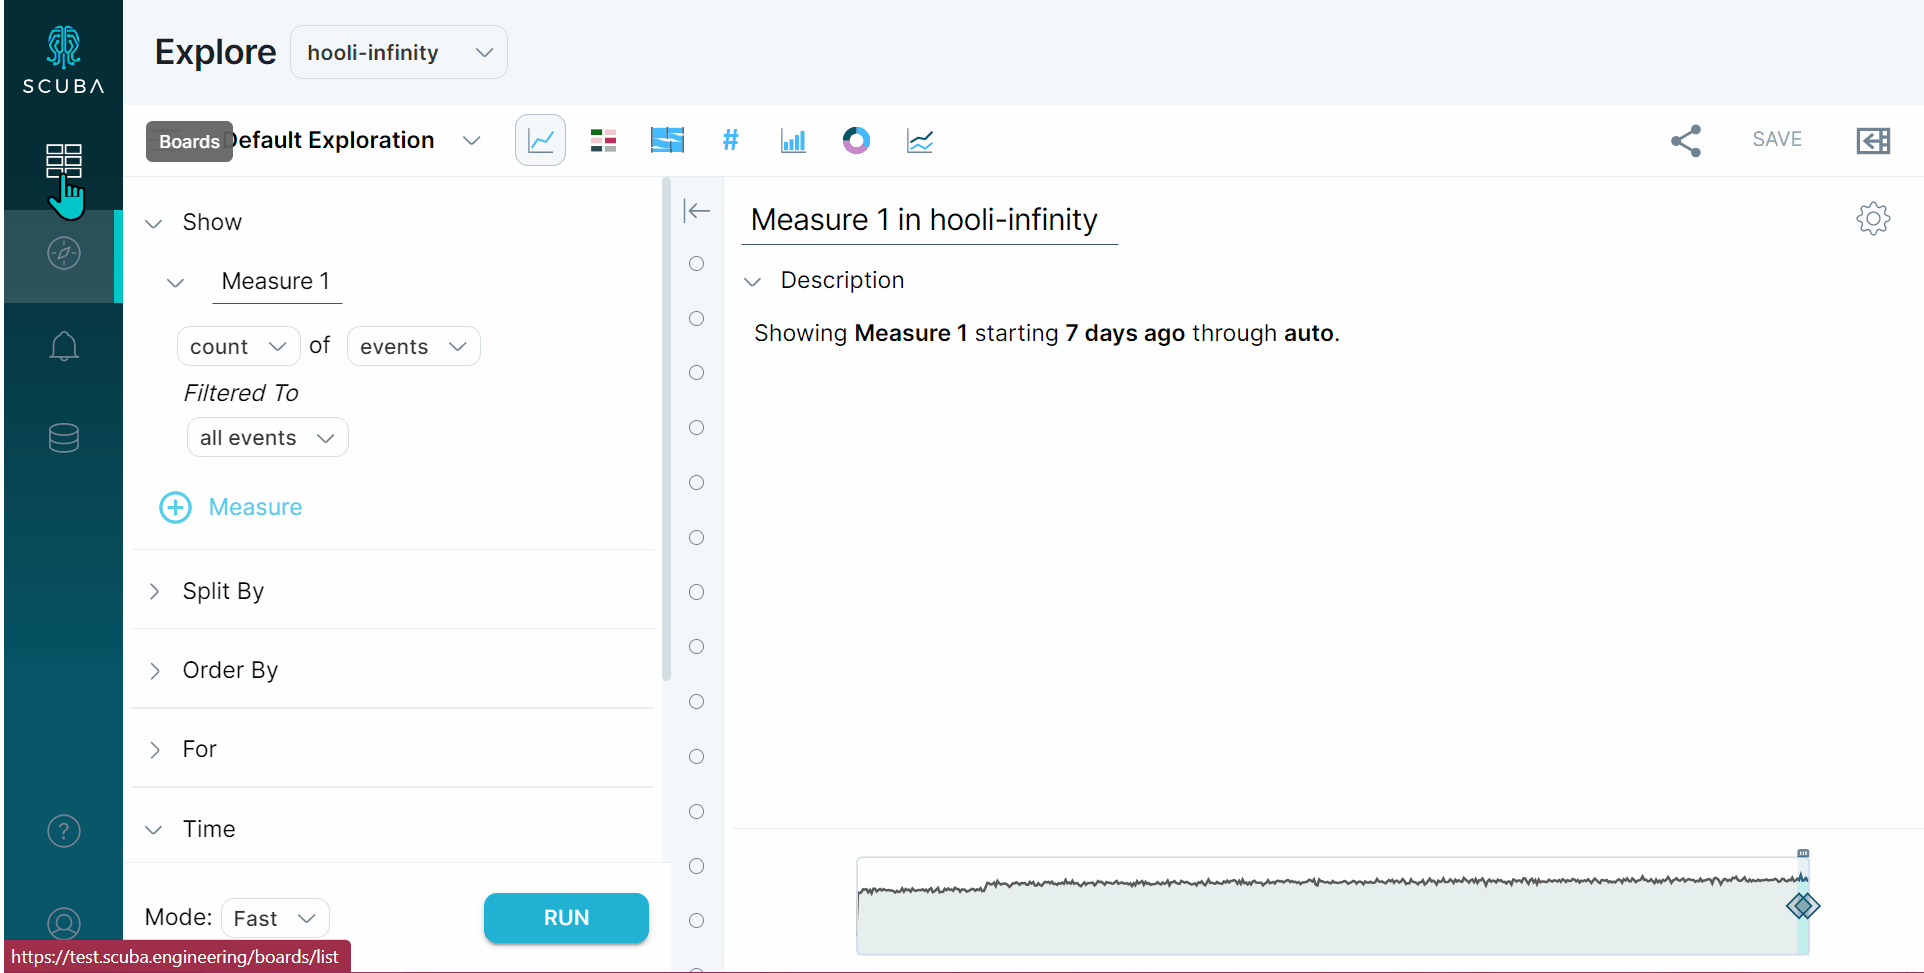 SCUBA
Explore
hooli-infinity
Boards
Default Exploration
#
SAVE
Show
Measure 1
count
of
events
Filtered To
all events
Measure
Split By
Order By
For
Time
Mode:
Fast
RUN
Measure 1 in hooli-infinity
Description
Showing Measure 1 starting 7 days ago through auto.
?
https://test.scuba.engineering/boards/list